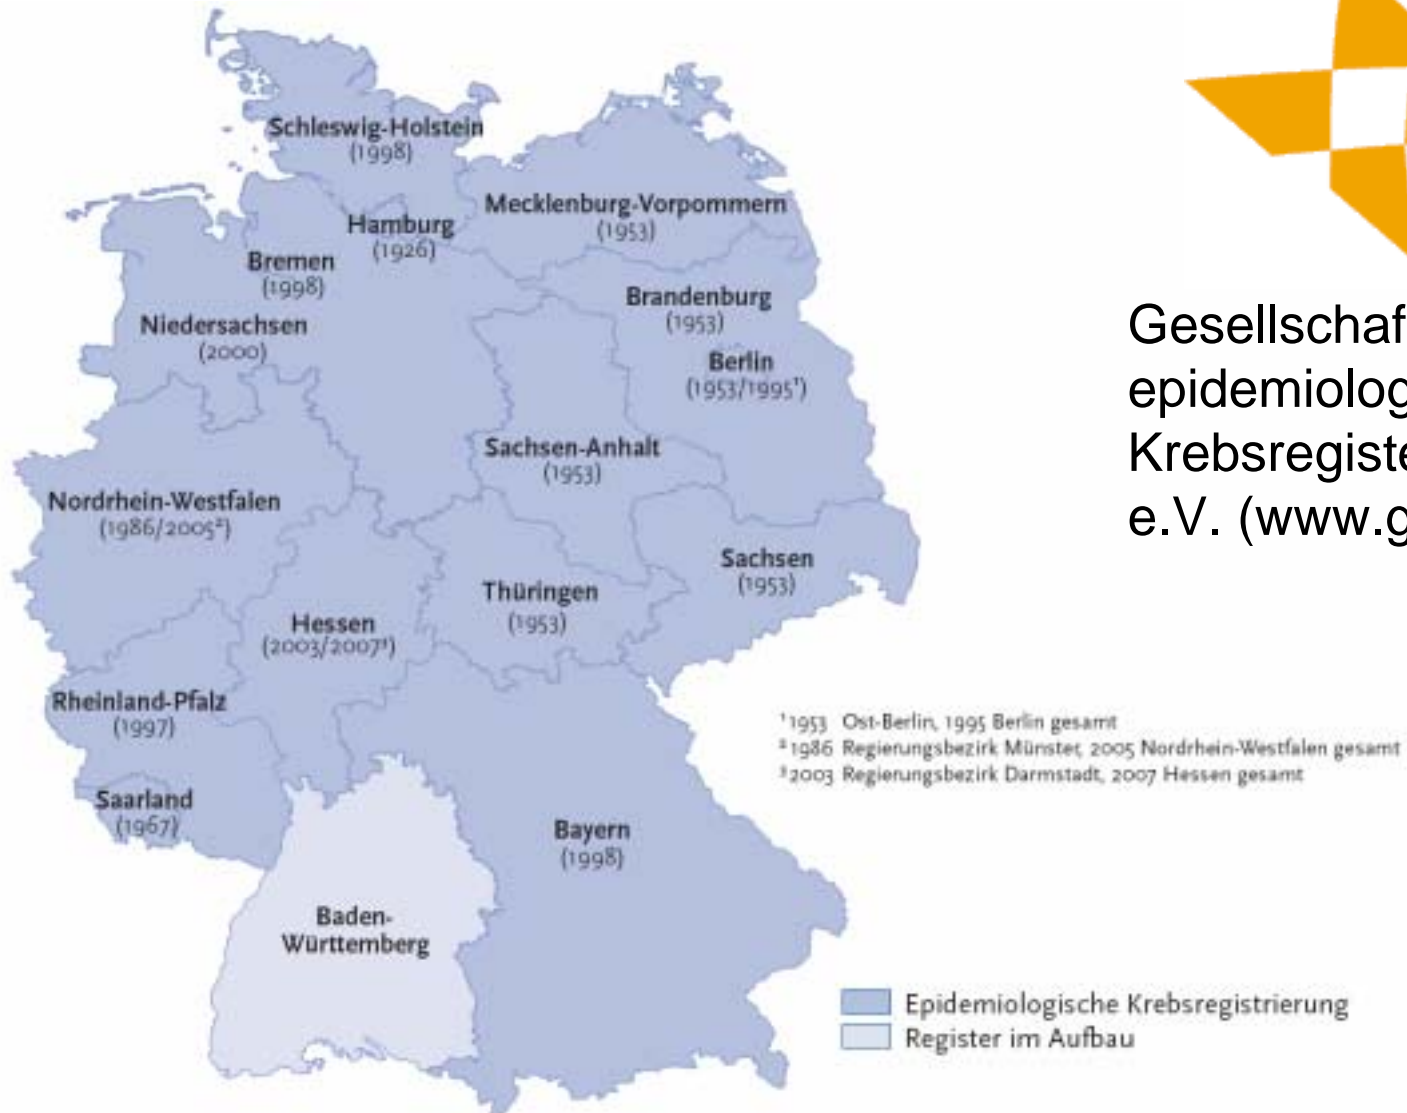 Schleswig-Holstein
(1998)
Mecklenburg-Vorpommern
(1953)
Hamburg
(1926)
Bremen
(1998)
Brandenburg
(1953)
Niedersachsen
(2000)
Berlin
(1953/1995¹)
Sachsen-Anhalt
(1953)
Nordrhein-Westfalen
(1986/2005²)
Sachsen
(1953)
Thüringen
(1953)
Hessen
(2003/2007³)
Rheinland-Pfalz
(1997)
Saarland
(1967)
Bayern
(1998)
Baden-
Württemberg
Gesellschaf
epidemiolog
Krebsregiste
e.V. (www.g
¹1953 Ost-Berlin, 1995 Berlin gesamt
²1986 Regierungsbezirk Münster, 2005 Nordrhein-Westfalen gesamt
³2003 Regierungsbezirk Darmstadt, 2007 Hessen gesamt
Epidemiologische Krebsregistrierung
Register im Aufbau